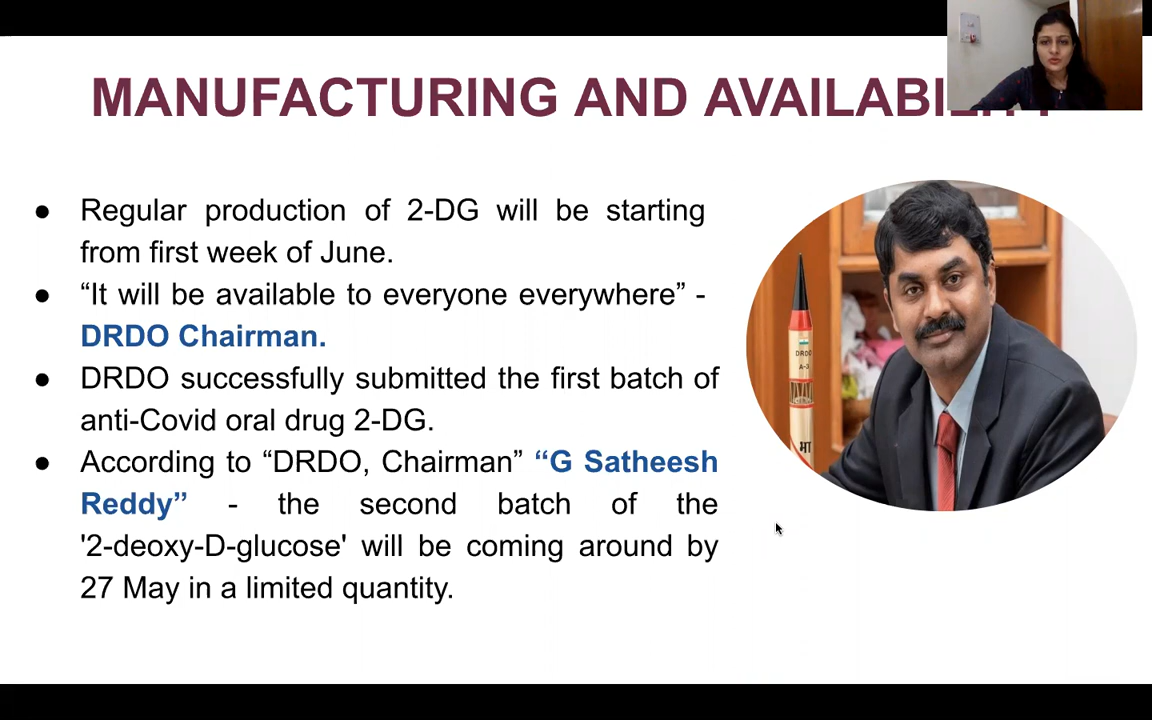 MANUFACTURING AND AVAILABILITY
● Regular production of 2-DG will be starting
from first week of June.
● “It will be available to everyone everywhere” -
DRDO Chairman.
● DRDO successfully submitted the first batch of
anti-Covid oral drug 2-DG.
● According to “DRDO, Chairman” “G Satheesh
Reddy” - the second batch of the
'2-deoxy-D-glucose' will be coming around by
27 May in a limited quantity.
DRDO
A-3
भा